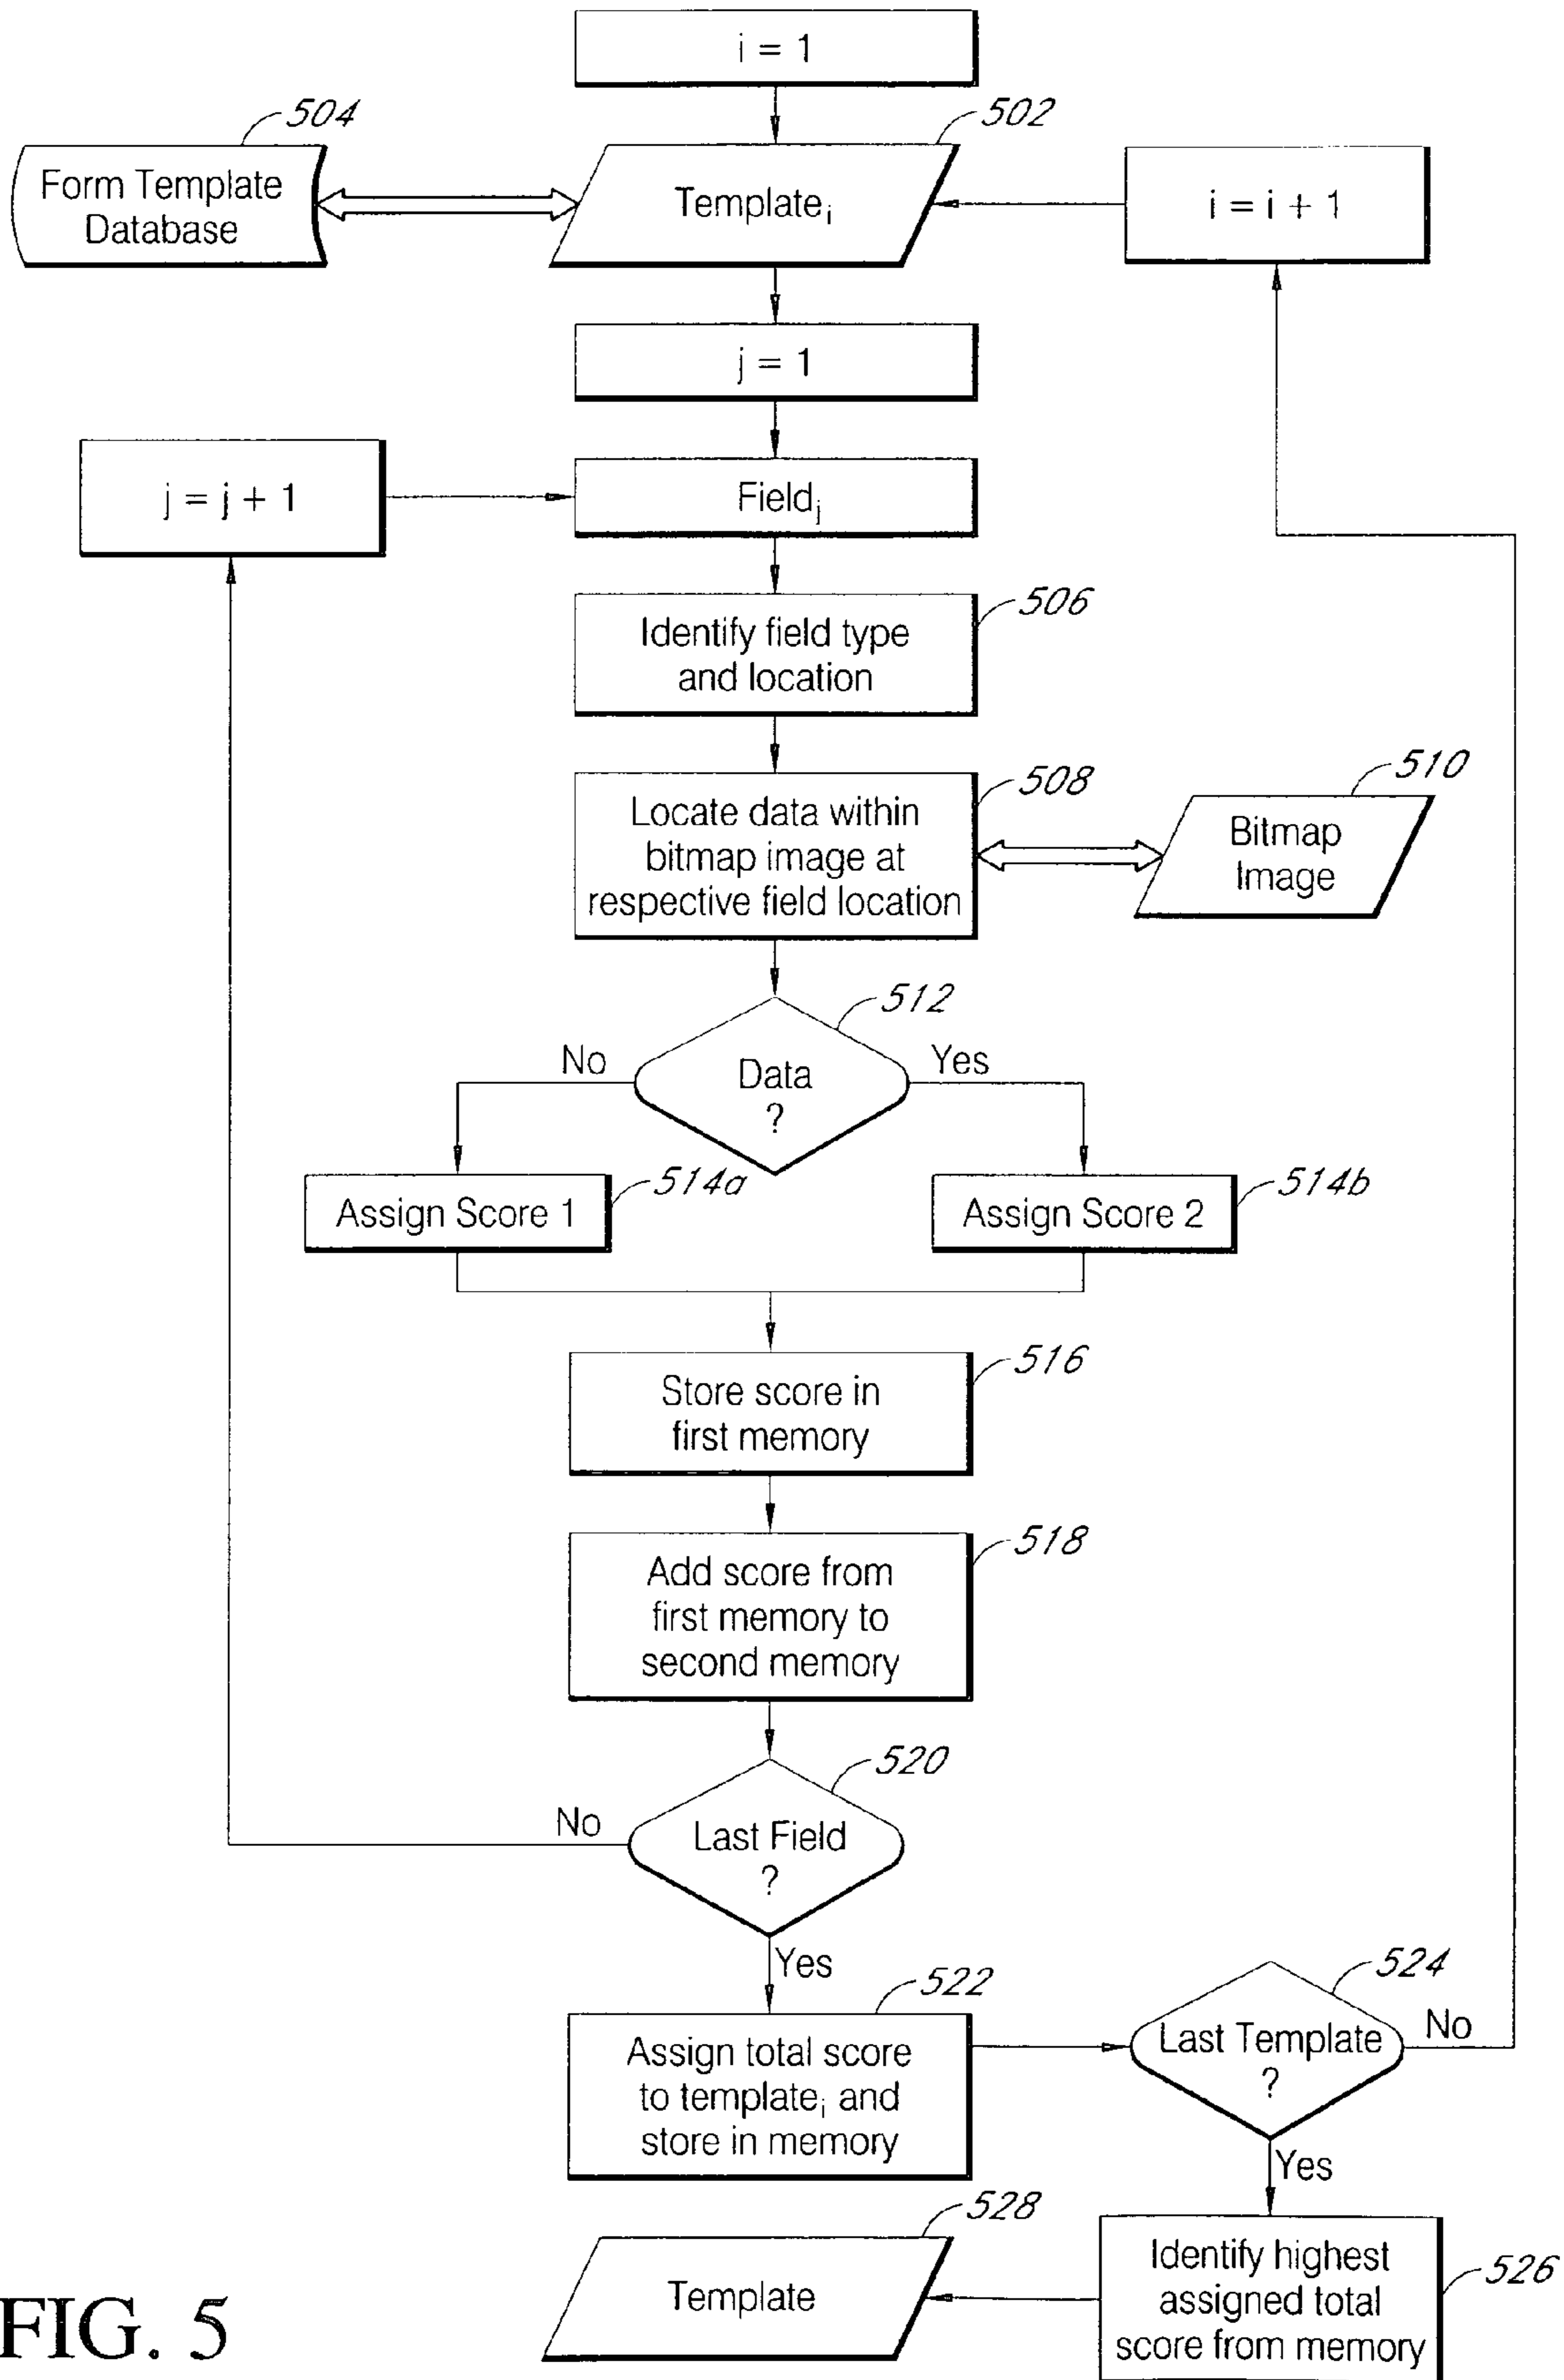 i = 1
504
502
Form Template
Database
Templateᵢ
i = i + 1
j = 1
j = j + 1
Fieldⱼ
506
Identify field type
and location
508
Locate data within
bitmap image at
respective field location
510
Bitmap
Image
512
No
Data
?
Yes
514a
Assign Score 1
514b
Assign Score 2
516
Store score in
first memory
518
Add score from
first memory to
second memory
520
No
Last Field
?
Yes
522
Assign total score
to templateᵢ and
store in memory
524
Last Template
?
No
Yes
528
Template
Identify highest
assigned total
score from memory
526
FIG. 5